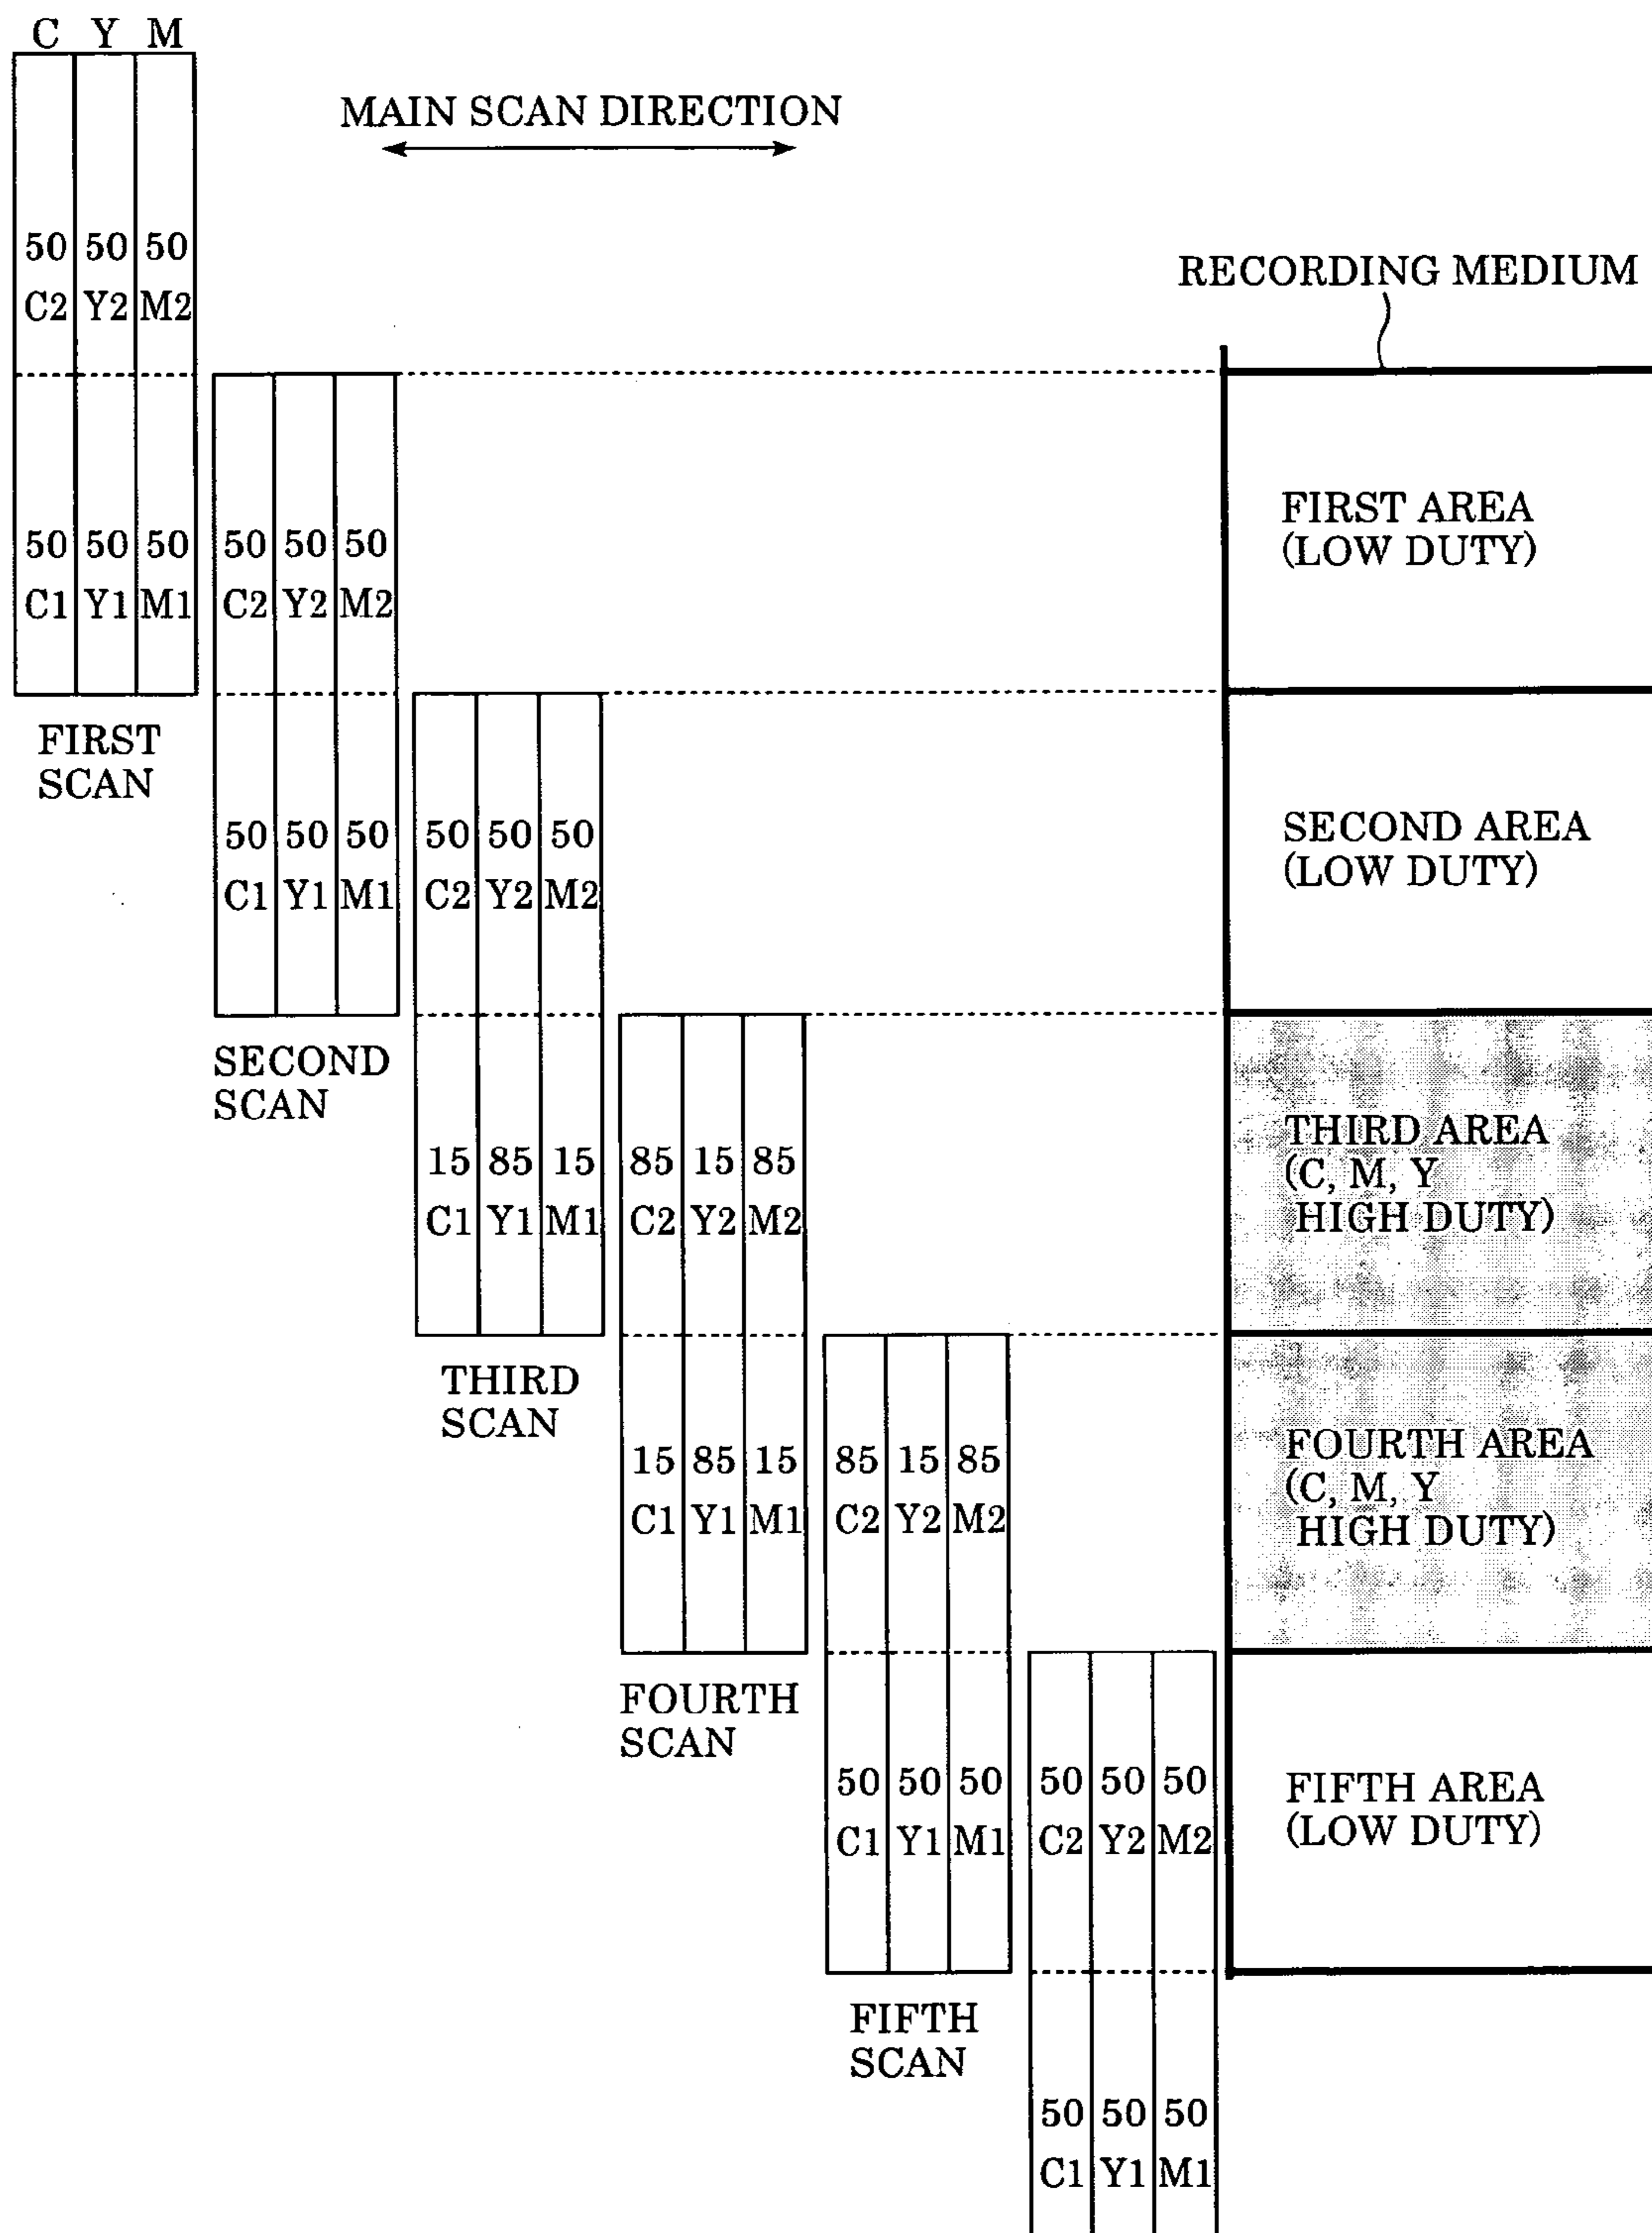 C Y M
MAIN SCAN DIRECTION
50 50 50
C2 Y2 M2
RECORDING MEDIUM
50 50 50
C1 Y1 M1
FIRST
SCAN
50 50 50
C2 Y2 M2
FIRST AREA
(LOW DUTY)
50 50 50
C1 Y1 M1
SECOND
SCAN
50 50 50
C2 Y2 M2
SECOND AREA
(LOW DUTY)
15 85 15
C1 Y1 M1
THIRD
SCAN
85 15 85
C2 Y2 M2
THIRD AREA
(C, M, Y
HIGH DUTY)
15 85 15
C1 Y1 M1
FOURTH
SCAN
85 15 85
C2 Y2 M2
FOURTH AREA
(C, M, Y
HIGH DUTY)
50 50 50
C1 Y1 M1
FIFTH
SCAN
50 50 50
C2 Y2 M2
FIFTH AREA
(LOW DUTY)
50 50 50
C1 Y1 M1